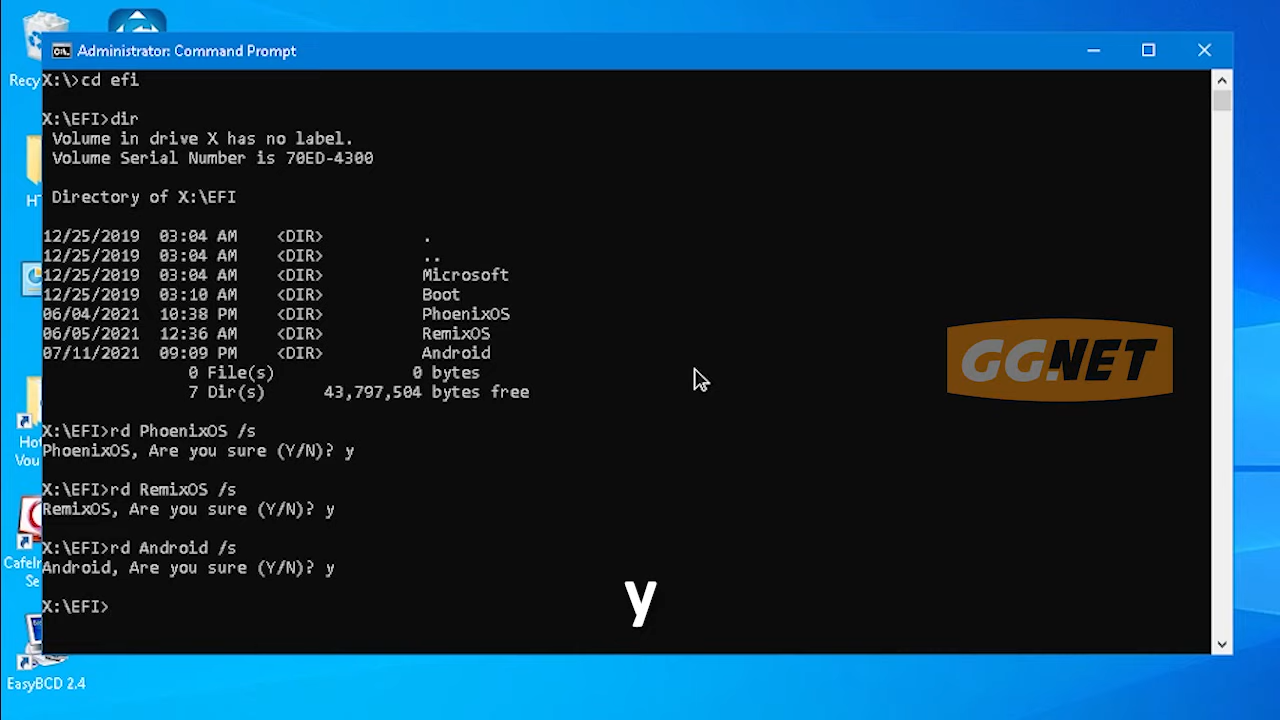 Administrator: Command Prompt
Recy
X:\>cd efi
X:\EFI>dir
Volume in drive X has no label.
Volume Serial Number is 70ED-4300
Directory of X:\EFI
12/25/2019 03:04 AM <DIR> .
12/25/2019 03:04 AM <DIR> ..
12/25/2019 03:04 AM <DIR> Microsoft
12/25/2019 03:10 AM <DIR> Boot
06/04/2021 10:38 PM <DIR> PhoenixOS
06/05/2021 12:36 AM <DIR> RemixOS
07/11/2021 09:09 PM <DIR> Android
0 File(s) 0 bytes
7 Dir(s) 43,797,504 bytes free
GG.NET
X:\EFI>rd PhoenixOS /s
PhoenixOS, Are you sure (Y/N)? y
X:\EFI>rd RemixOS /s
RemixOS, Are you sure (Y/N)? y
X:\EFI>rd Android /s
Android, Are you sure (Y/N)? y
X:\EFI>
y
Hot
Vou
CafeIn
Se
EasyBCD 2.4